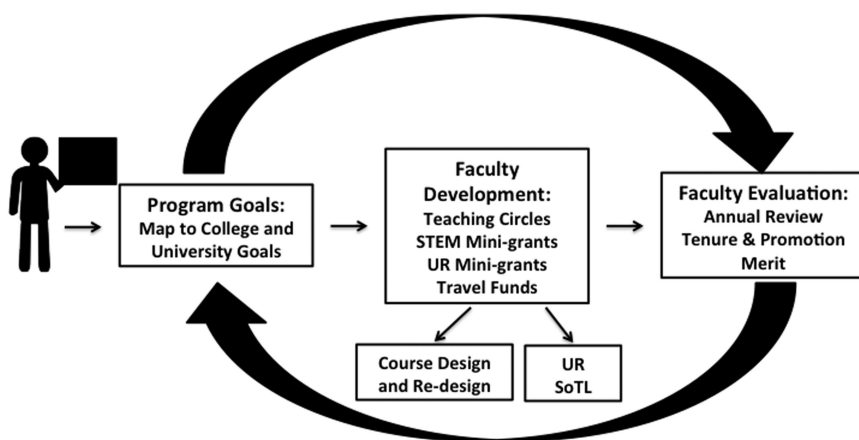 Program Goals:
Map to College and
University Goals
Faculty
Development:
Teaching Circles
STEM Mini-grants
UR Mini-grants
Travel Funds
Faculty Evaluation:
Annual Review
Tenure & Promotion
Merit
Course Design
and Re-design
UR
SoTL